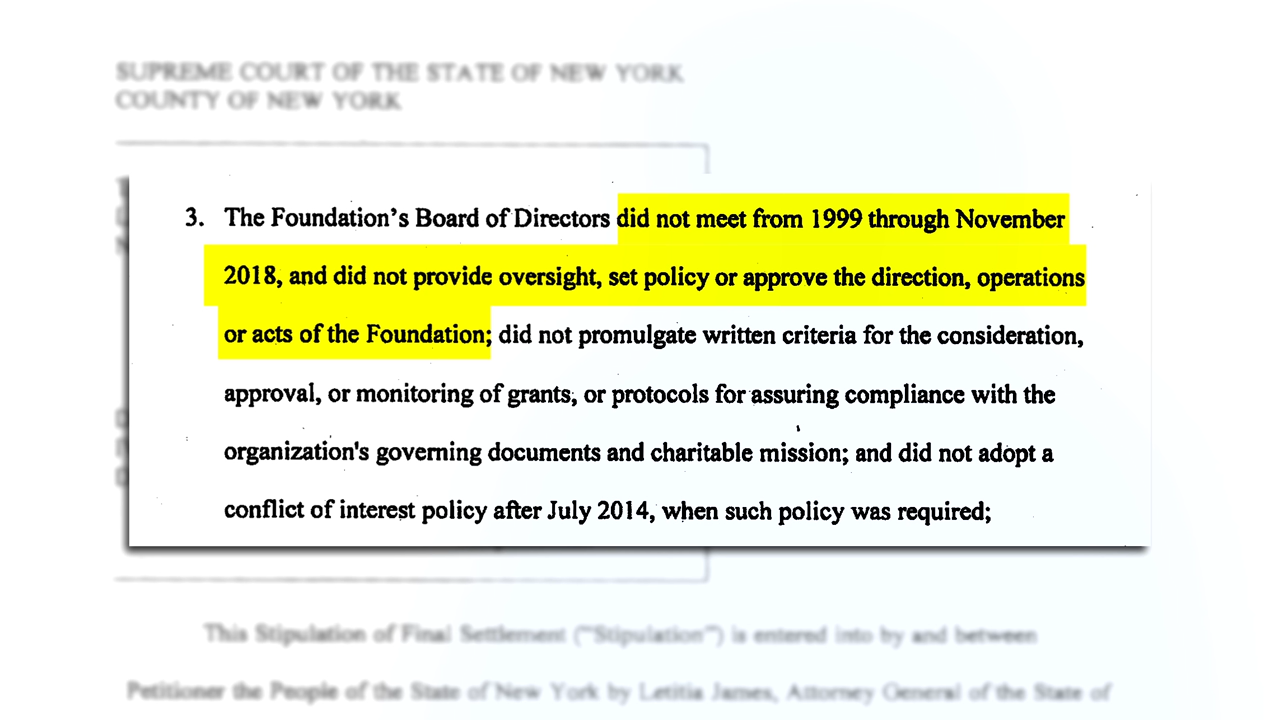 SUPREME COURT OF THE STATE OF NEW YORK
COUNTY OF NEW YORK
3. The Foundation's Board of Directors did not meet from 1999 through November
2018, and did not provide oversight, set policy or approve the direction, operations
or acts of the Foundation; did not promulgate written criteria for the consideration,
approval, or monitoring of grants, or protocols for assuring compliance with the
organization's governing documents and charitable mission; and did not adopt a
conflict of interest policy after July 2014, when such policy was required;
This Stipulation of Final Settlement ("Stipulation") is entered into by and between
Petitioner the People of the State of New York by Letitia James, Attorney General of the State of